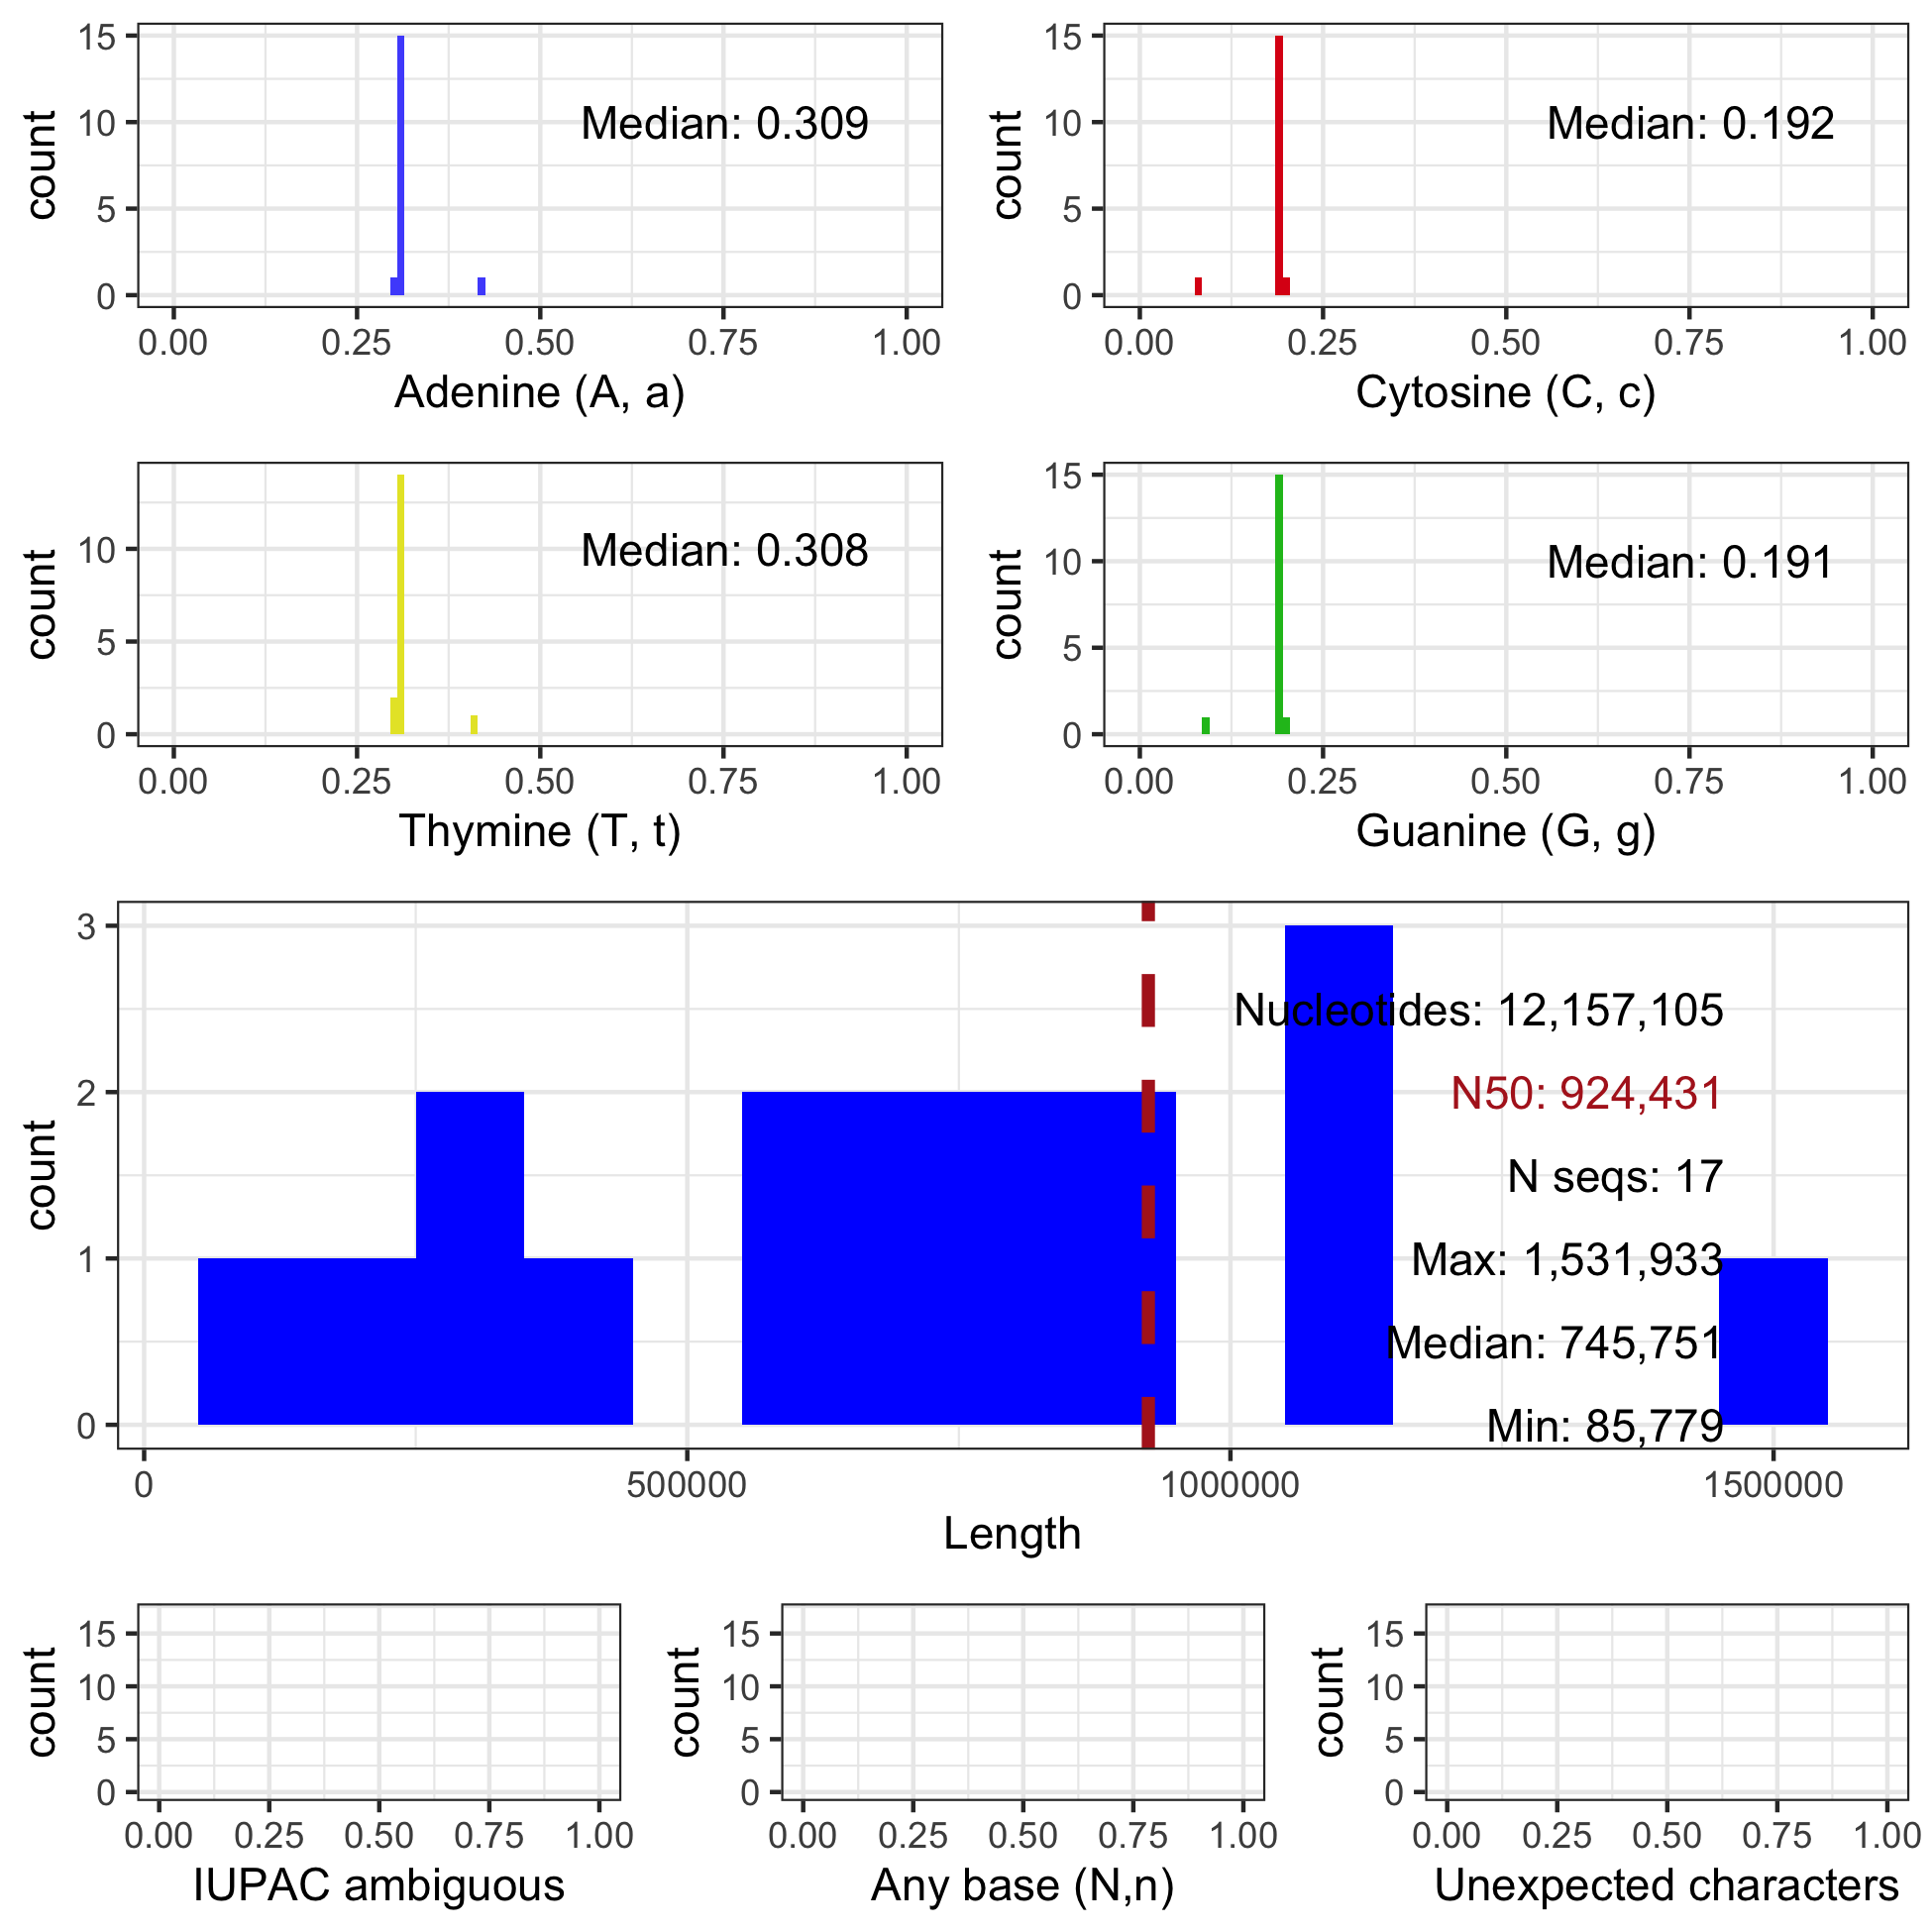 15
10
5
0
count
Median: 0.309
0.00 0.25 0.50 0.75 1.00
Adenine (A, a)
15
10
5
0
count
Median: 0.192
0.00 0.25 0.50 0.75 1.00
Cytosine (C, c)
10
5
0
count
Median: 0.308
0.00 0.25 0.50 0.75 1.00
Thymine (T, t)
15
10
5
0
count
Median: 0.191
0.00 0.25 0.50 0.75 1.00
Guanine (G, g)
3
2
1
0
count
Nucleotides: 12,157,105
N50: 924,431
N seqs: 17
Max: 1,531,933
Median: 745,751
Min: 85,779
0 500000 1000000 1500000
Length
15
10
5
0
count
0.00 0.25 0.50 0.75 1.00
IUPAC ambiguous
15
10
5
0
count
0.00 0.25 0.50 0.75 1.00
Any base (N,n)
15
10
5
0
count
0.00 0.25 0.50 0.75 1.00
Unexpected characters